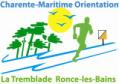 Charente-Maritime Orientation
La Tremblade Ronce-les-Bains